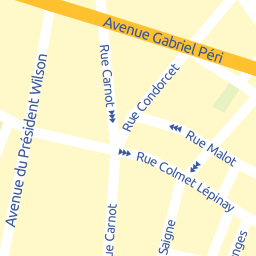 Avenue Gabriel Péri
Rue Carnot
Rue Condorcet
Avenue du Président Wilson
Rue Malot
Rue Colmet Lépinay
Rue Carnot
Saigne
anges